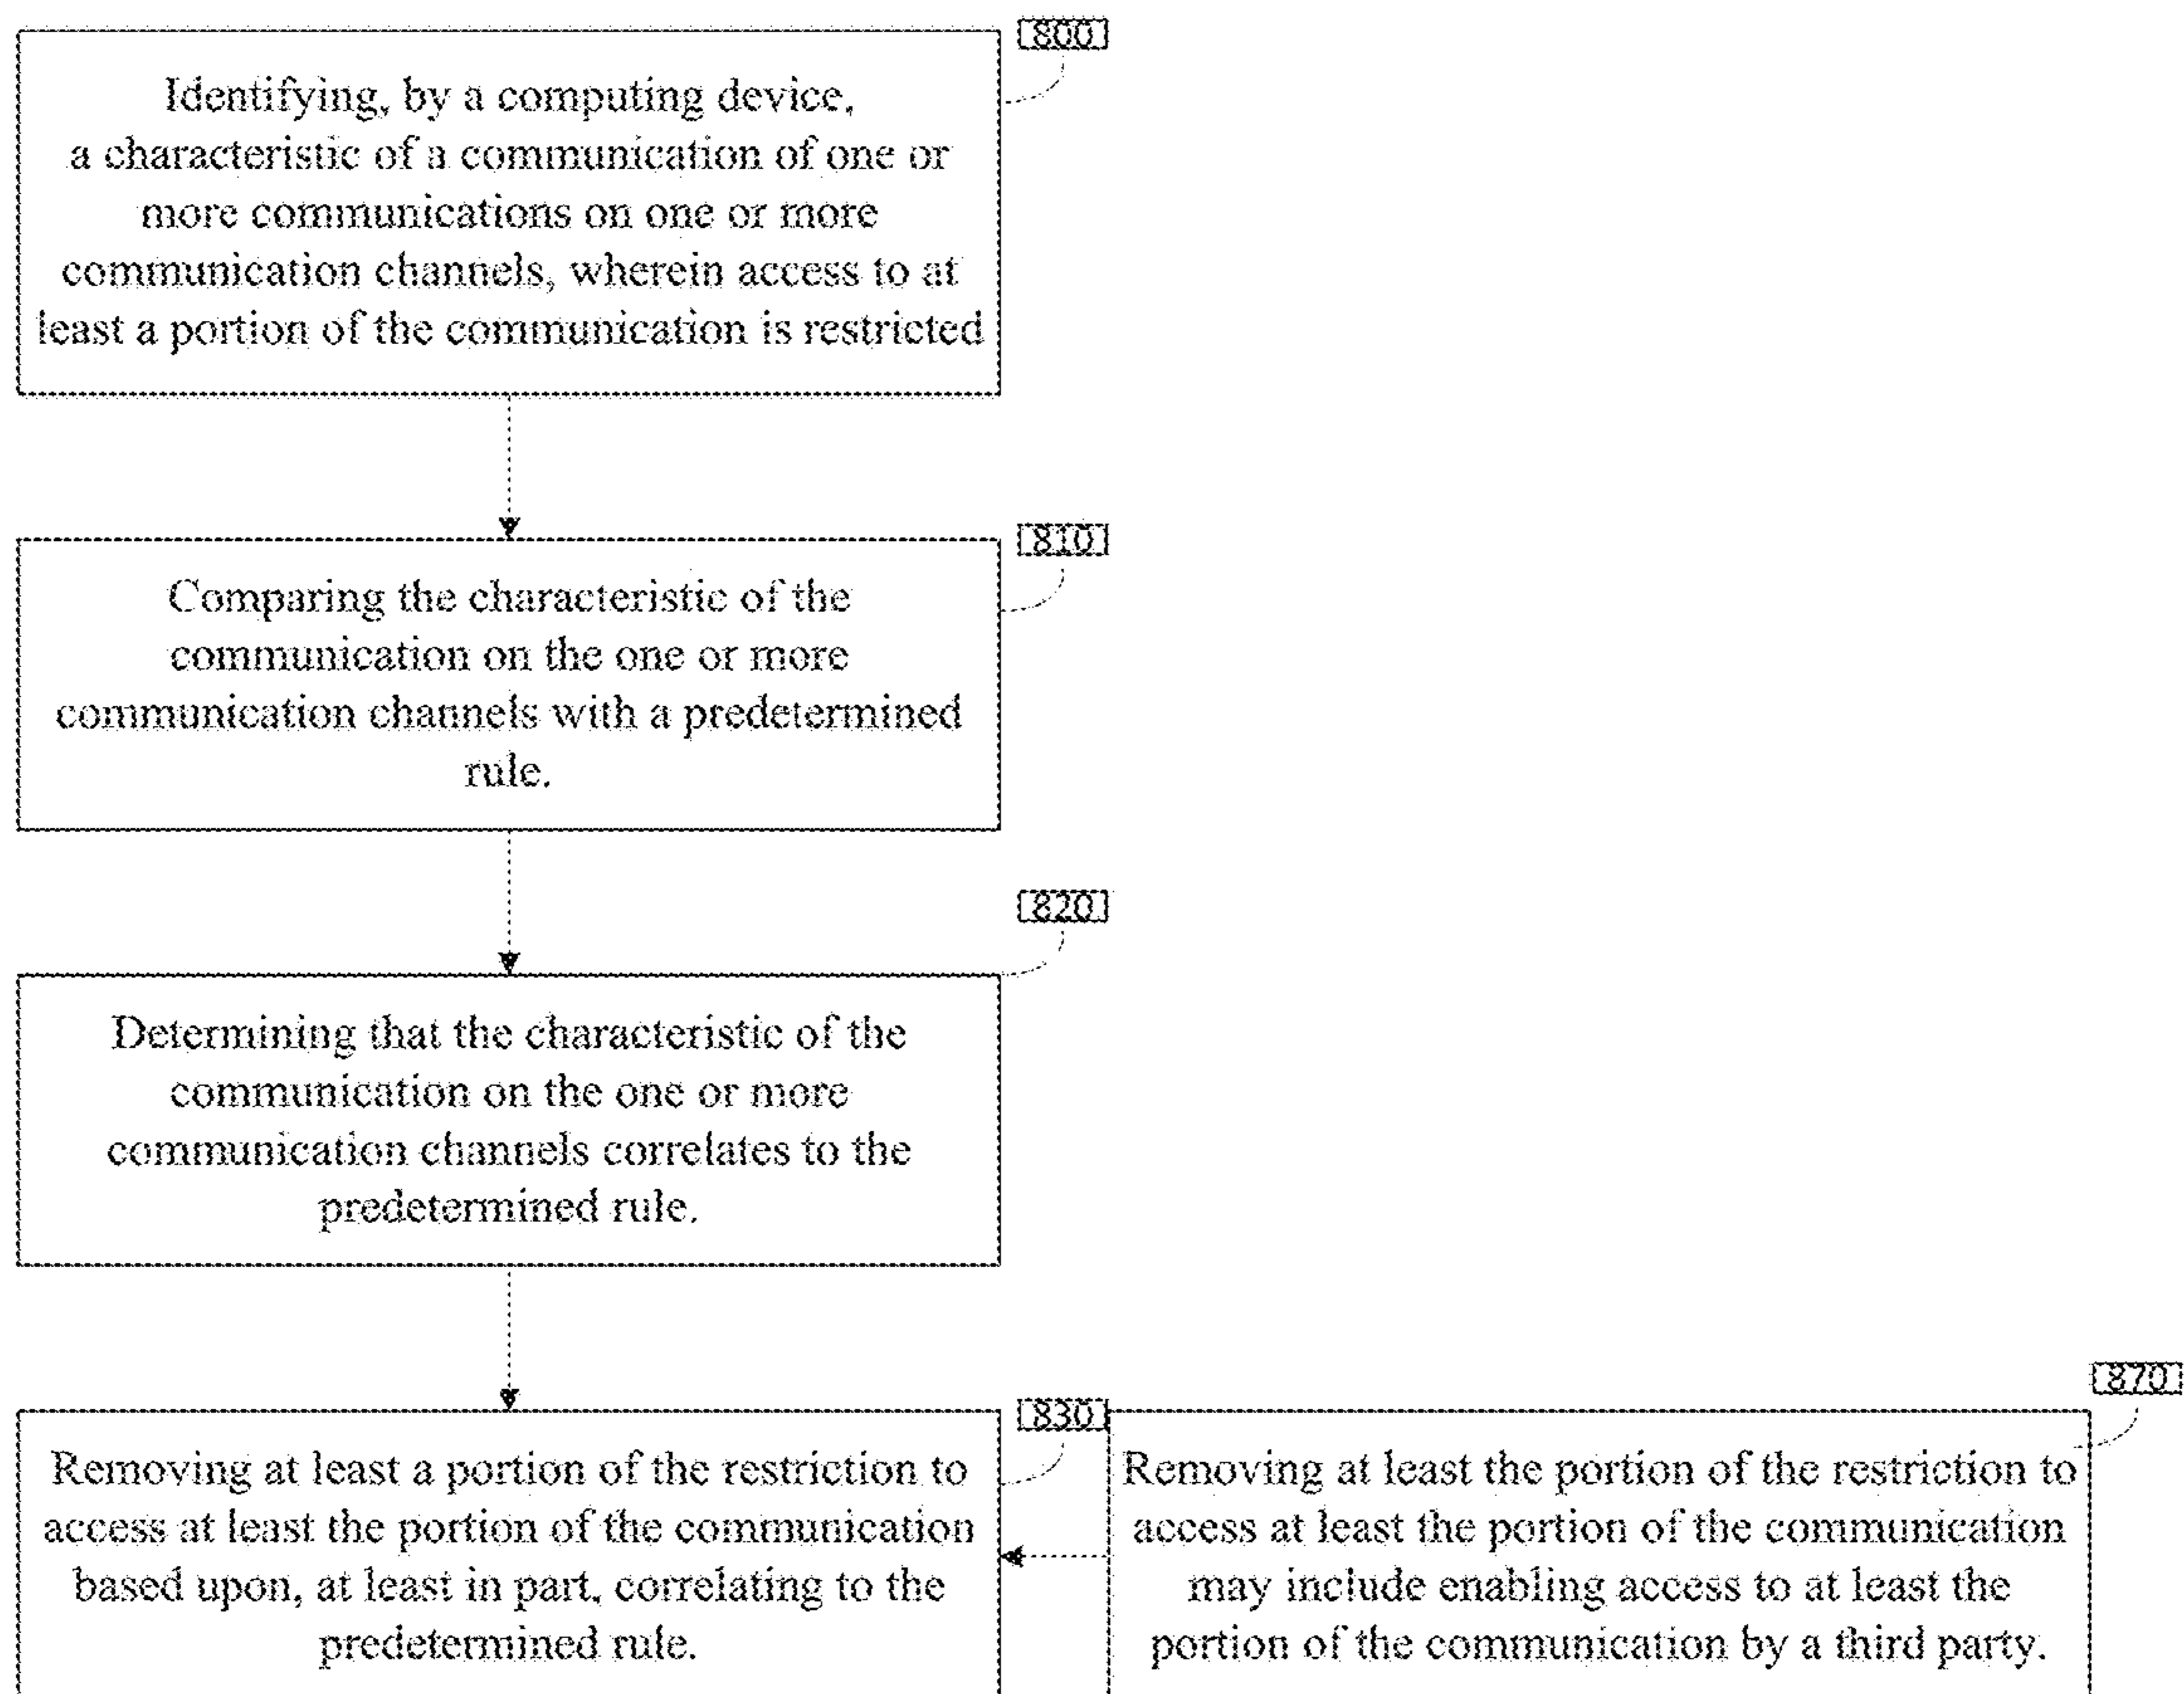 800
Identifying, by a computing device,
a characteristic of a communication of one or
more communications on one or more
communication channels, wherein access to at
least a portion of the communication is restricted
810
Comparing the characteristic of the
communication on the one or more
communication channels with a predetermined
rule.
820
Determining that the characteristic of the
communication on the one or more
communication channels correlates to the
predetermined rule.
830
Removing at least a portion of the restriction to
access at least the portion of the communication
based upon, at least in part, correlating to the
predetermined rule.
870
Removing at least the portion of the restriction to
access at least the portion of the communication
may include enabling access to at least the
portion of the communication by a third party.